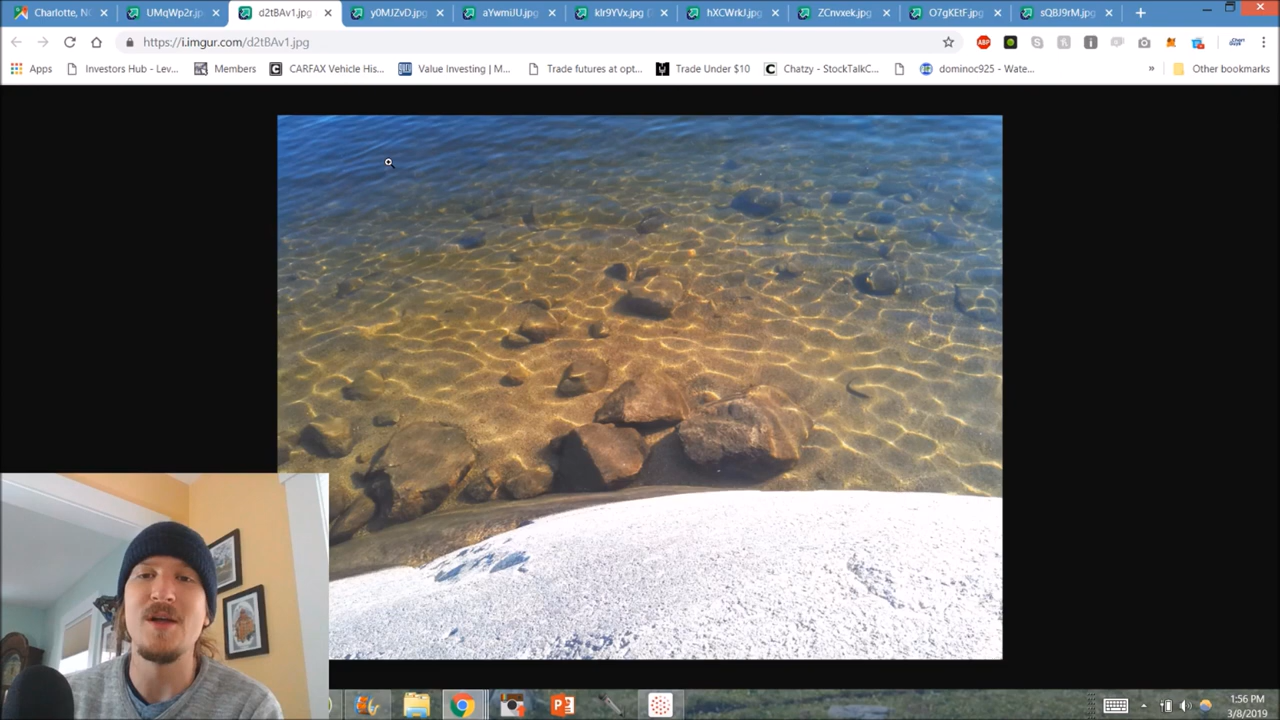 Charlotte, NC
UMqWp2r.jp
d2tBAv1.jpg
y0MJZvD.jpg
aYwmiJU.jpg
klr9YVx.jpg (
hXCWrkJ.jpg
ZCnvxek.jpg
O7gKEtF.jpg
sQBJ9rM.jpg
https://i.imgur.com/d2tBAv1.jpg
ABP
Apps
Investors Hub - Lev...
Members
CARFAX Vehicle His...
Value Investing | M...
Trade futures at opt...
Trade Under $10
Chatzy - StockTalkC...
dominoc925 - Wate...
»
Other bookmarks
1:56 PM
3/8/2019